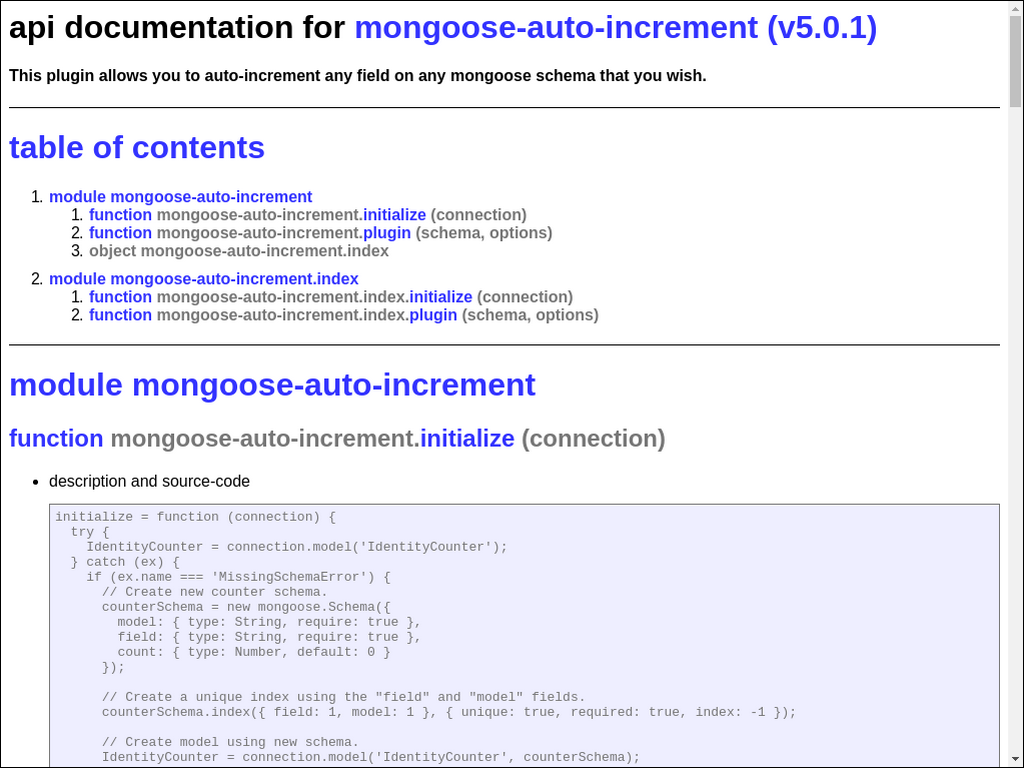 api documentation for mongoose-auto-increment (v5.0.1)
This plugin allows you to auto-increment any field on any mongoose schema that you wish.
table of contents
1. module mongoose-auto-increment
1. function mongoose-auto-increment.initialize (connection)
2. function mongoose-auto-increment.plugin (schema, options)
3. object mongoose-auto-increment.index
2. module mongoose-auto-increment.index
1. function mongoose-auto-increment.index.initialize (connection)
2. function mongoose-auto-increment.index.plugin (schema, options)
module mongoose-auto-increment
function mongoose-auto-increment.initialize (connection)
• description and source-code
initialize = function (connection) {
  try {
    IdentityCounter = connection.model('IdentityCounter');
  } catch (ex) {
    if (ex.name === 'MissingSchemaError') {
      // Create new counter schema.
      counterSchema = new mongoose.Schema({
        model: { type: String, require: true },
        field: { type: String, require: true },
        count: { type: Number, default: 0 }
      });
      // Create a unique index using the "field" and "model" fields.
      counterSchema.index({ field: 1, model: 1 }, { unique: true, required: true, index: -1 });
      // Create model using new schema.
      IdentityCounter = connection.model('IdentityCounter', counterSchema);